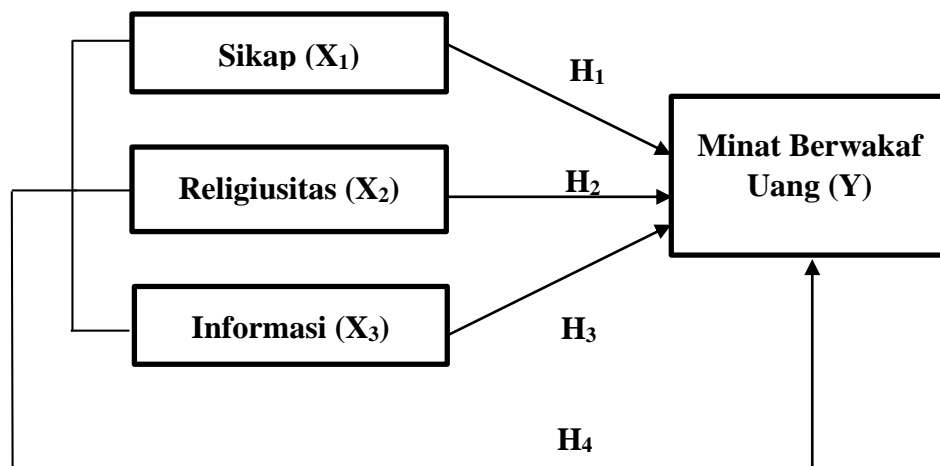 Sikap (X₁)
H₁
Minat Berwakaf
Uang (Y)
Religiusitas (X₂)
H₂
Informasi (X₃)
H₃
H₄